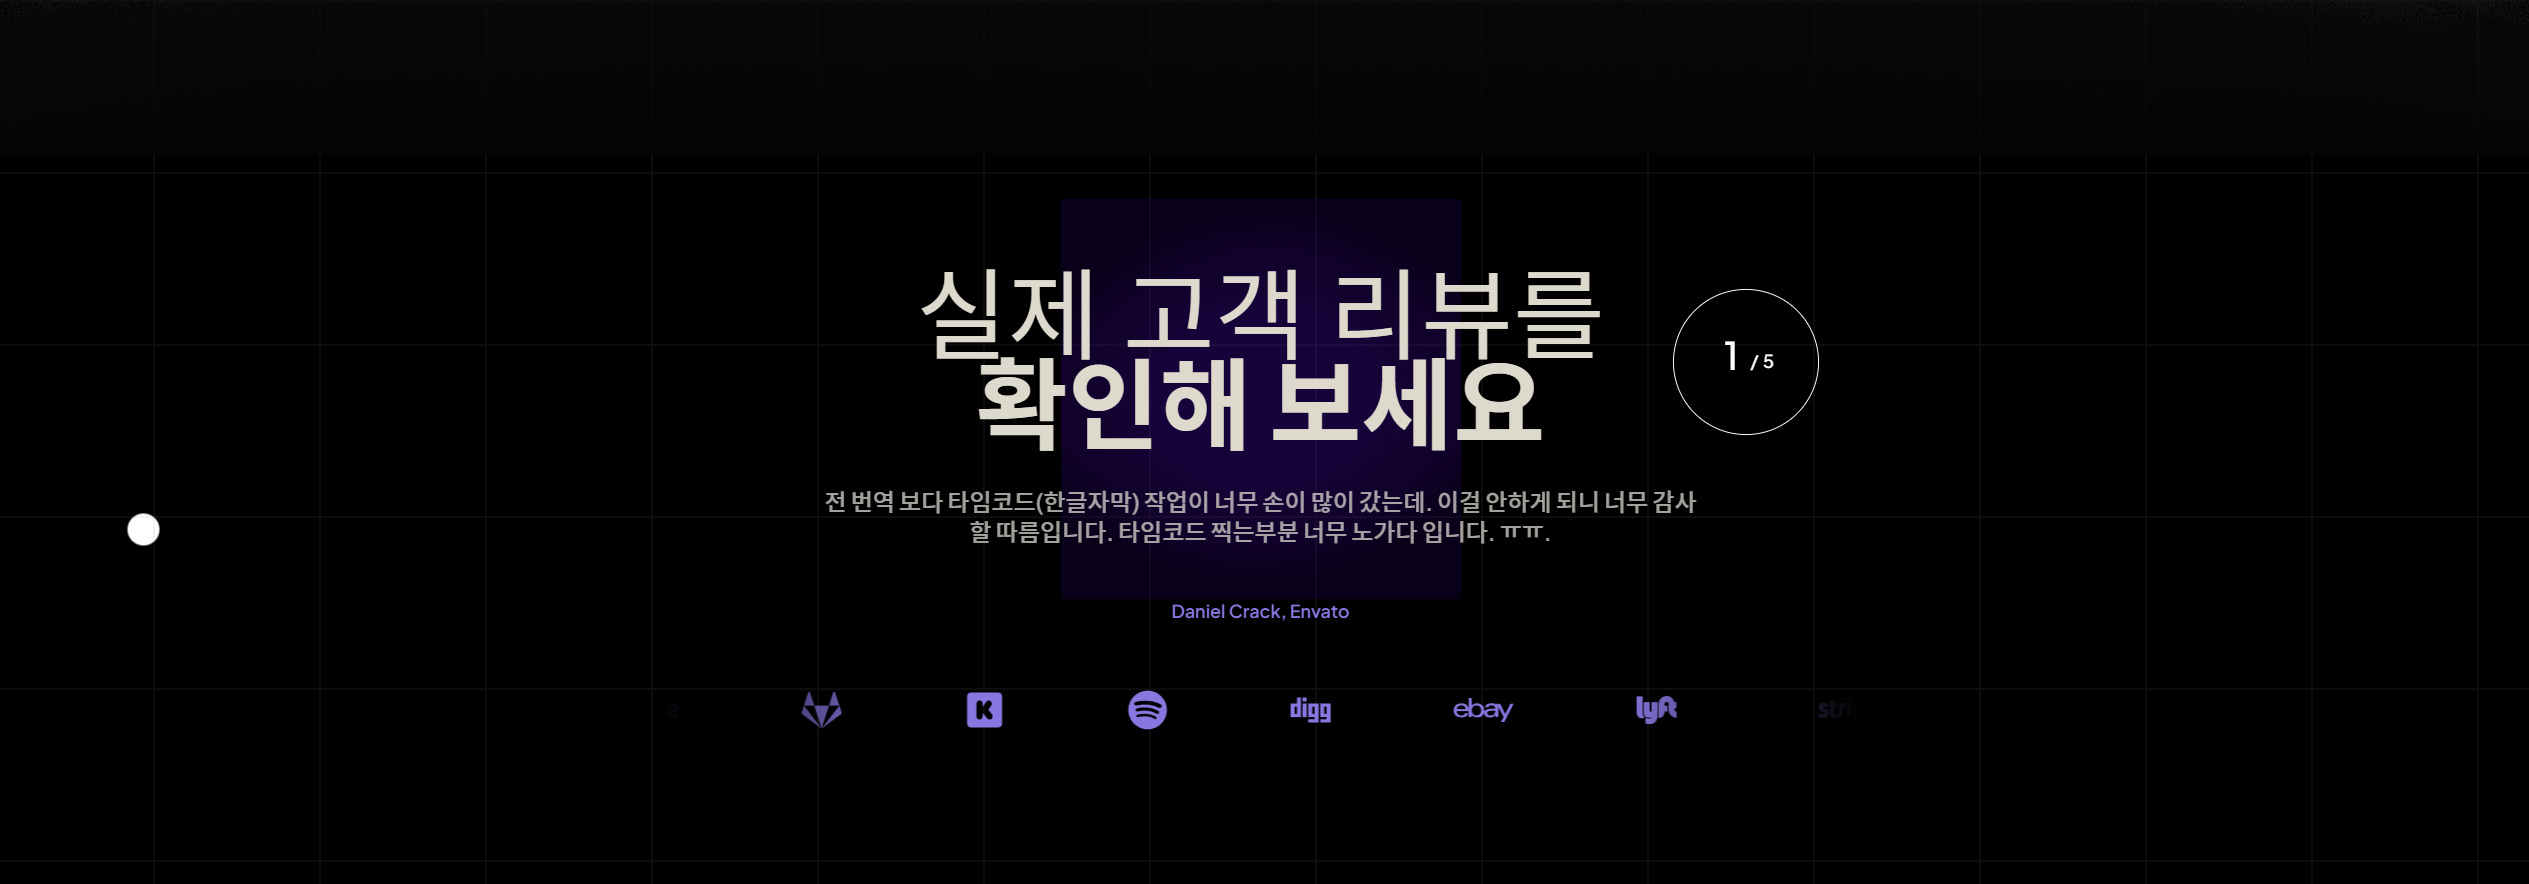 실제 고객 리뷰를
확인해 보세요
1 / 5
전 번역 보다 타임코드(한글자막) 작업이 너무 손이 많이 갔는데. 이걸 안하게 되니 너무 감사
할 따름입니다. 타임코드 찍는부분 너무 노가다 입니다. ㅠㅠ.
Daniel Crack, Envato
K digg ebay lyft